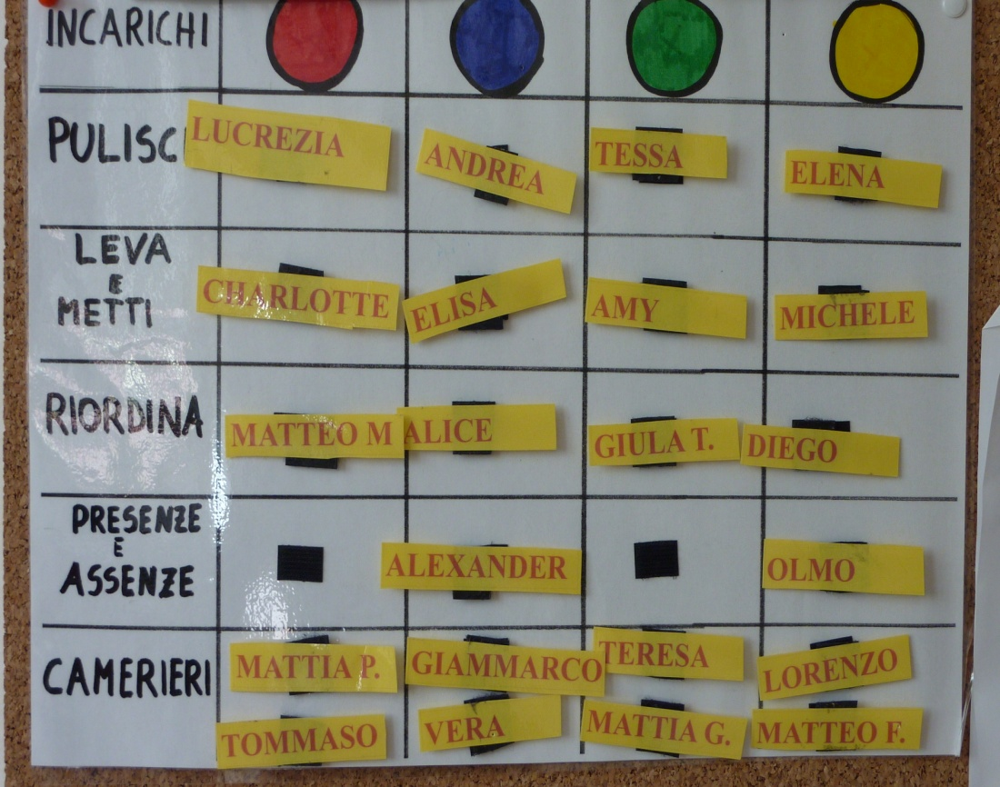 INCARICHI
PULISC
LUCREZIA
ANDREA
TESSA
ELENA
LEVA
E
METTI
CHARLOTTE
ELISA
AMY
MICHELE
RIORDINA
MATTEO M
ALICE
GIULA T.
DIEGO
PRESENZE
E
ASSENZE
ALEXANDER
OLMO
CAMERIERI
MATTIA P.
GIAMMARCO
TERESA
LORENZO
TOMMASO
VERA
MATTIA G.
MATTEO F.